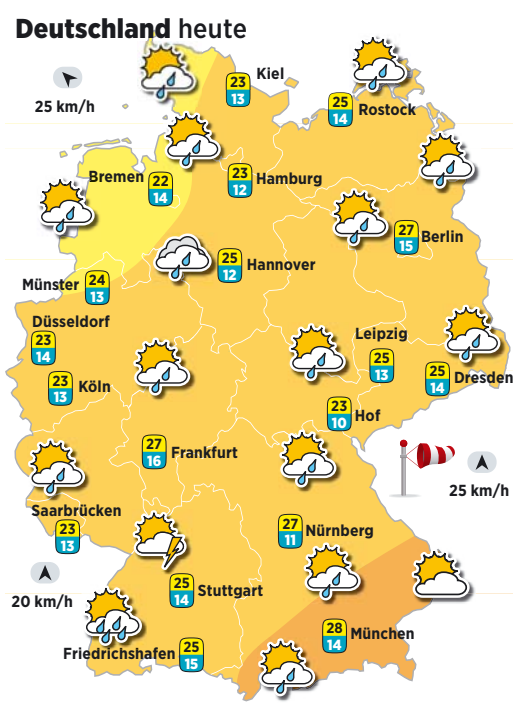 Deutschland heute
25 km/h
Kiel
23
13
25
14
Rostock
Bremen
22
14
23
12
Hamburg
27
15
Berlin
25
12
Hannover
Münster
24
13
Düsseldorf
23
14
Leipzig
25
13
25
14
Dresden
23
13
Köln
23
10
Hof
27
16
Frankfurt
25 km/h
Saarbrücken
23
13
27
11
Nürnberg
20 km/h
25
14
Stuttgart
28
14
München
Friedrichshafen
25
15